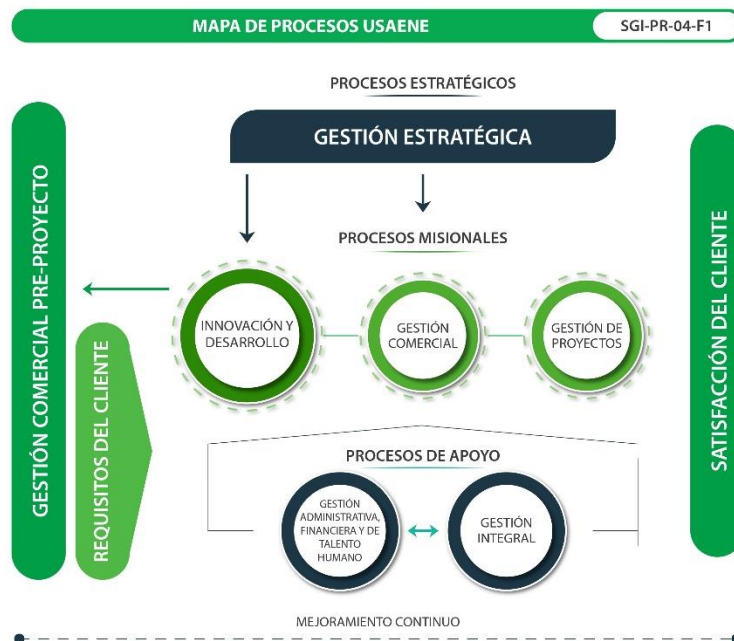 MAPA DE PROCESOS USAENE
SGI-PR-04-F1
PROCESOS ESTRATÉGICOS
GESTIÓN ESTRATÉGICA
GESTIÓN COMERCIAL PRE-PROYECTO
REQUISITOS DEL CLIENTE
PROCESOS MISIONALES
INNOVACIÓN Y
DESARROLLO
GESTIÓN
COMERCIAL
GESTIÓN DE
PROYECTOS
PROCESOS DE APOYO
GESTIÓN
ADMINISTRATIVA,
FINANCIERA Y DE
TALENTO
HUMANO
GESTIÓN
INTEGRAL
SATISFACCIÓN DEL CLIENTE
MEJORAMIENTO CONTINUO